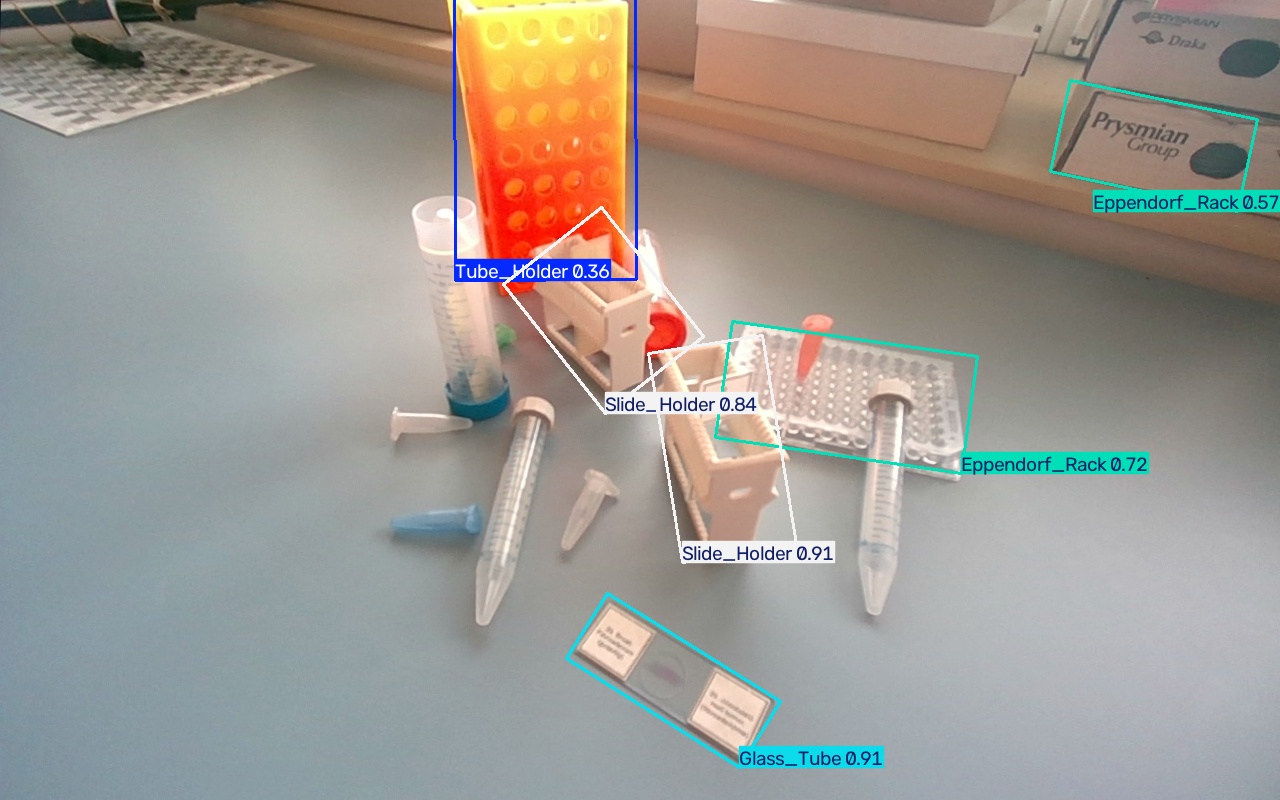 PRYSMIAN
Draka
Prysmian
Group
Eppendorf_Rack 0.57
Tube_Holder 0.36
Slide_Holder 0.84
Eppendorf_Rack 0.72
Slide_Holder 0.91
Glass_Tube 0.91